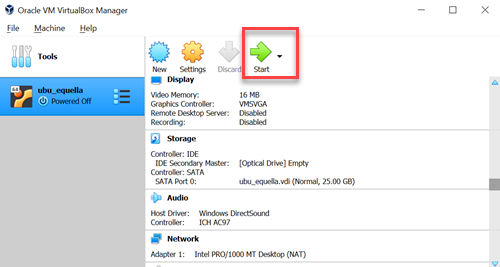 Oracle VM VirtualBox Manager
File Machine Help
Tools
New Settings Discard Start
64
ubu_equella
Powered Off
Display
Video Memory: 16 MB
Graphics Controller: VMSVGA
Remote Desktop Server: Disabled
Recording: Disabled
Storage
Controller: IDE
IDE Secondary Master: [Optical Drive] Empty
Controller: SATA
SATA Port 0: ubu_equella.vdi (Normal, 25.00 GB)
Audio
Host Driver: Windows DirectSound
Controller: ICH AC97
Network
Adapter 1: Intel PRO/1000 MT Desktop (NAT)